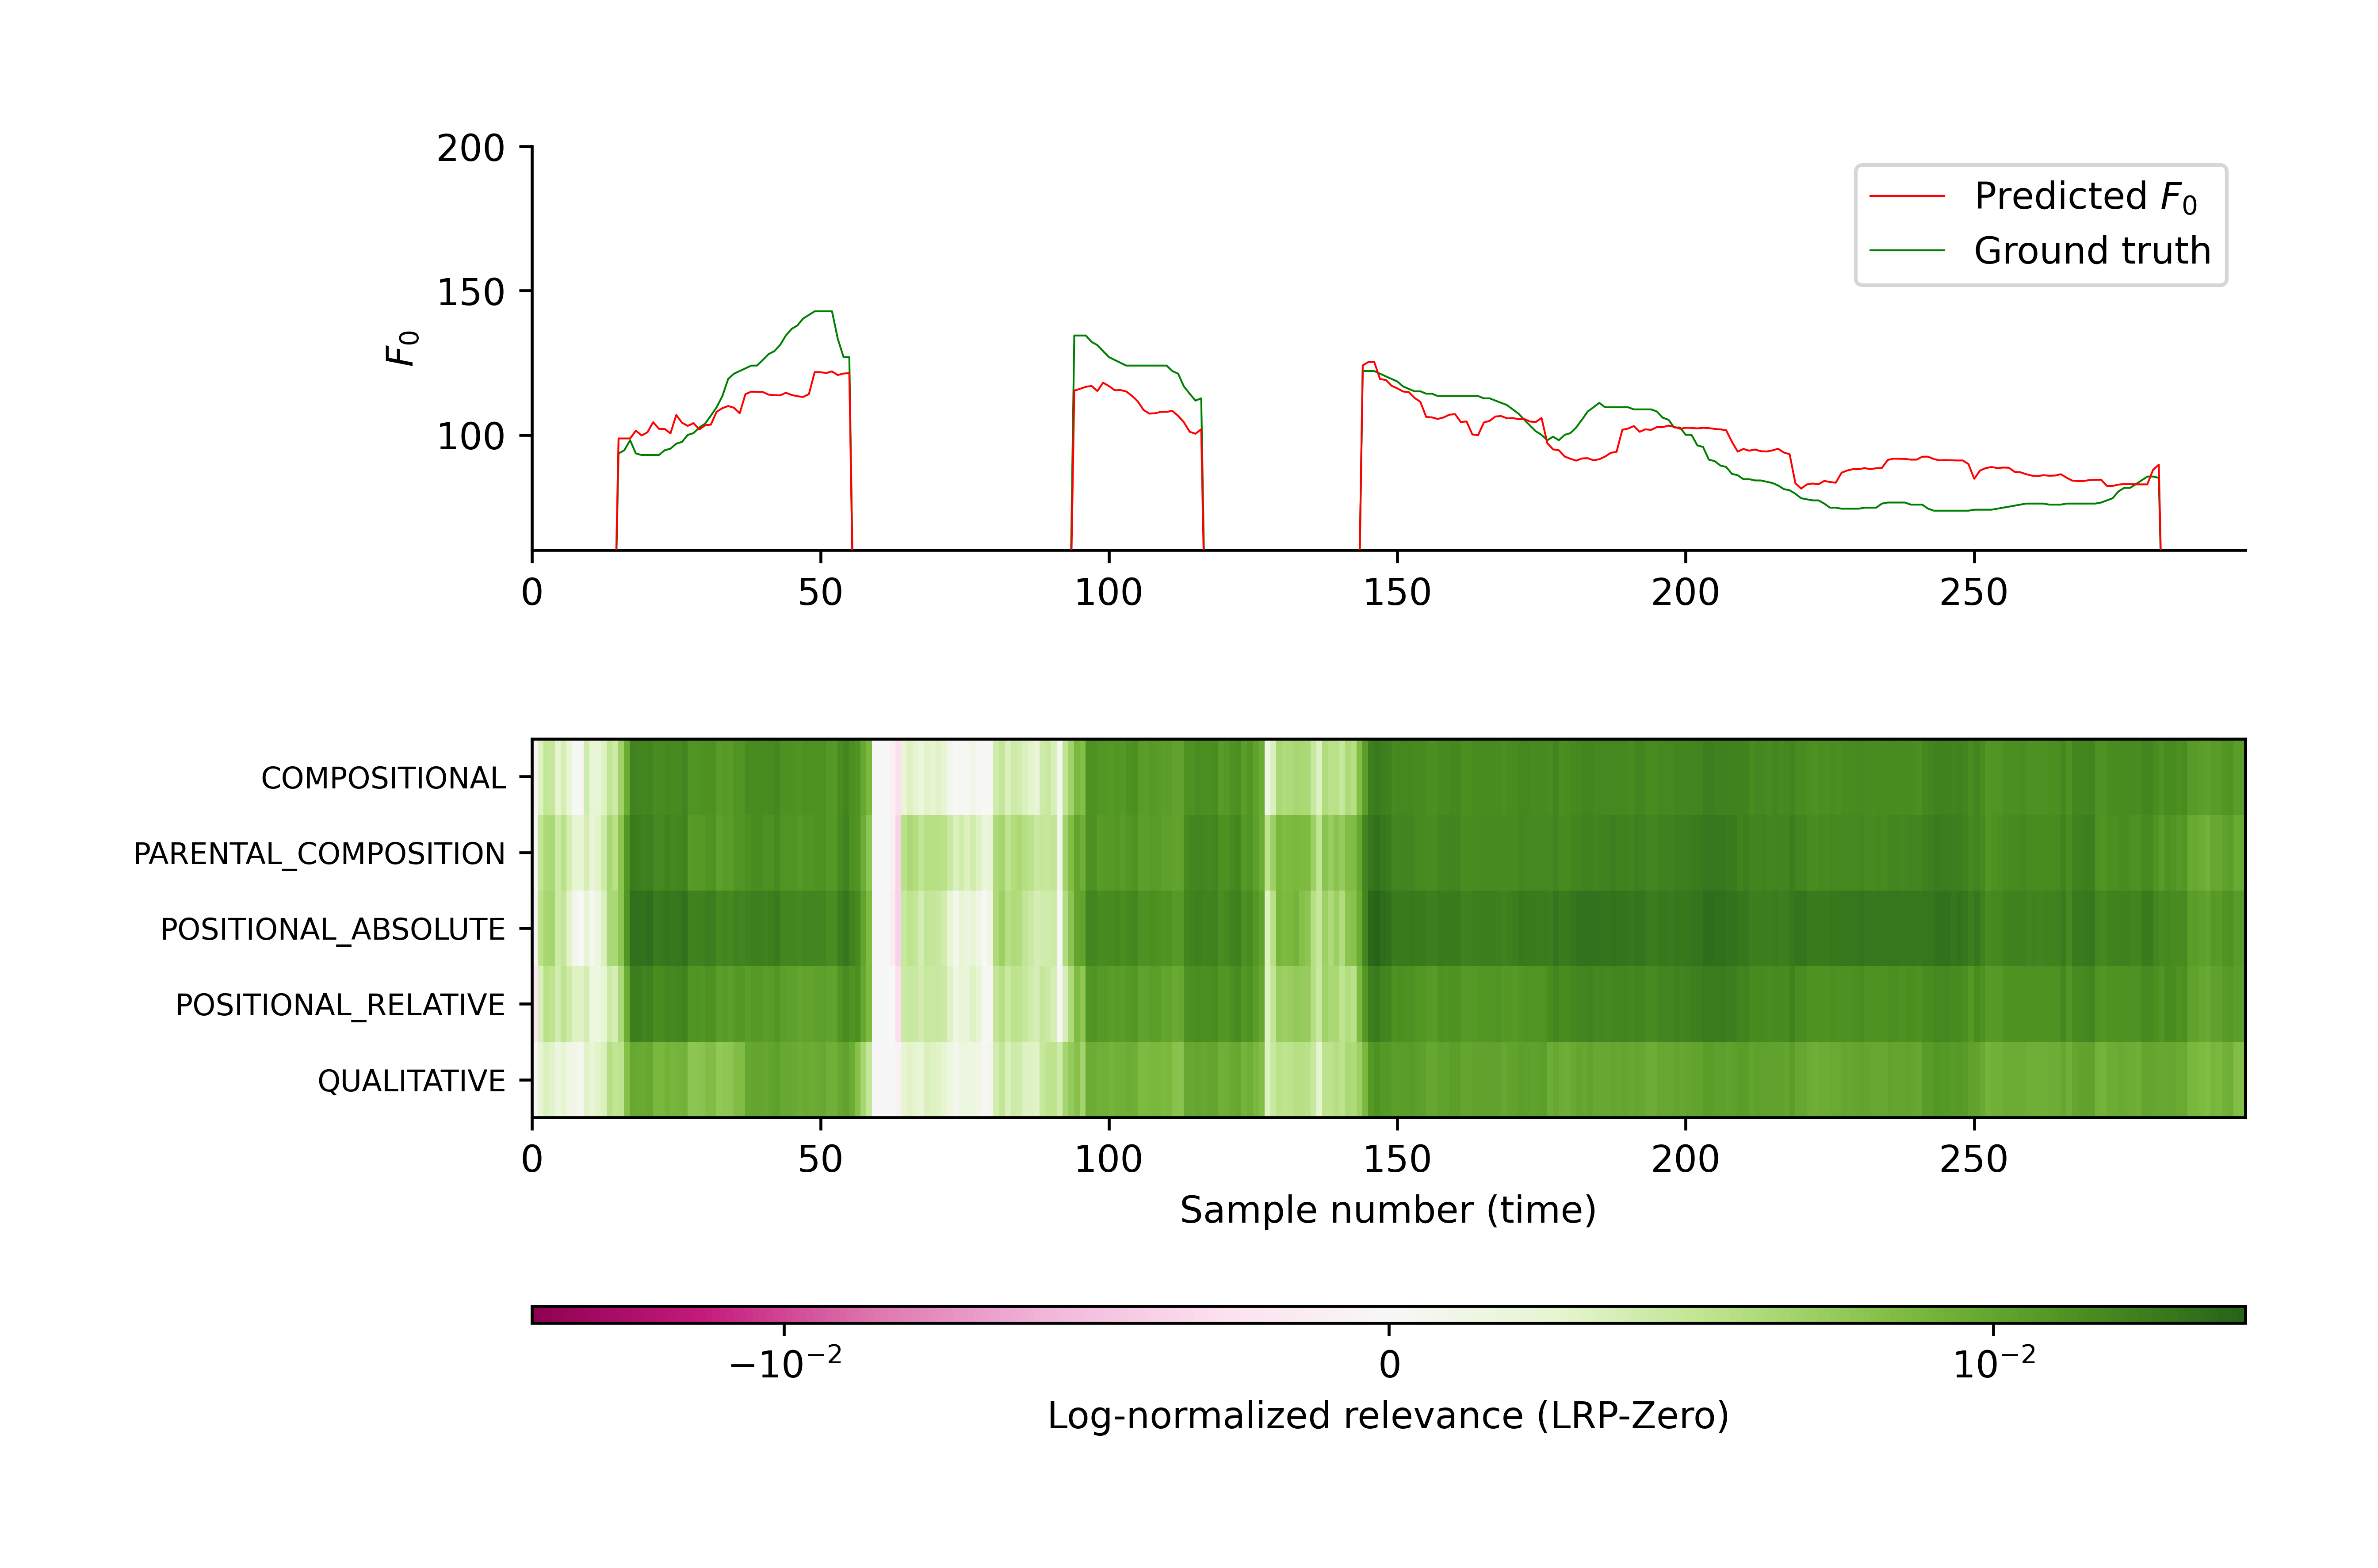 200
150
100
F₀
Predicted F₀
Ground truth
0 50 100 150 200 250
COMPOSITIONAL
PARENTAL_COMPOSITION
POSITIONAL_ABSOLUTE
POSITIONAL_RELATIVE
QUALITATIVE
0 50 100 150 200 250
Sample number (time)
−10⁻² 0 10⁻²
Log-normalized relevance (LRP-Zero)